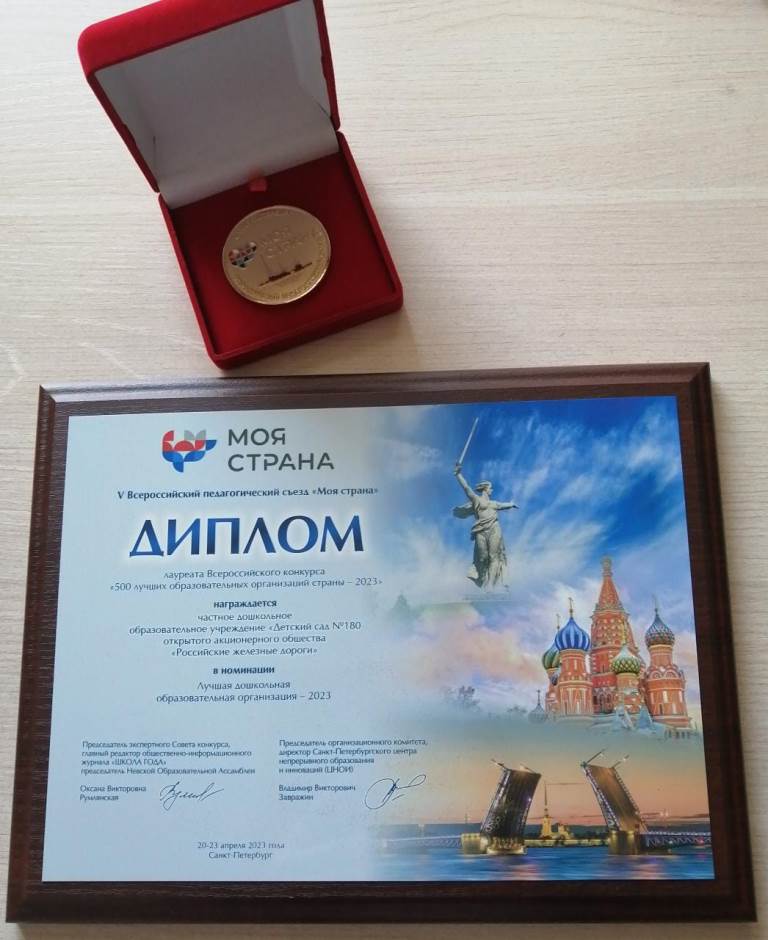 МОЯ
СТРАНА
МОЯ
СТРАНА
V Всероссийский педагогический съезд «Моя страна»
ДИПЛОМ
лауреата Всероссийского конкурса
«500 лучших образовательных организаций страны – 2023»
награждается
частное дошкольное
образовательное учреждение «Детский сад №180
открытого акционерного общества
«Российские железные дороги»
в номинации
Лучшая дошкольная
образовательная организация – 2023
Председатель экспертного Совета конкурса,
главный редактор общественно-информационного
журнала «ШКОЛА ГОДА»
председатель Невской Образовательной Ассамблеи
Оксана Викторовна
Румянская
Председатель организационного комитета,
директор Санкт-Петербургского центра
непрерывного образования
и инноваций (ЦНОИ)
Владимир Викторович
Завражин
20-23 апреля 2023 года
Санкт-Петербург